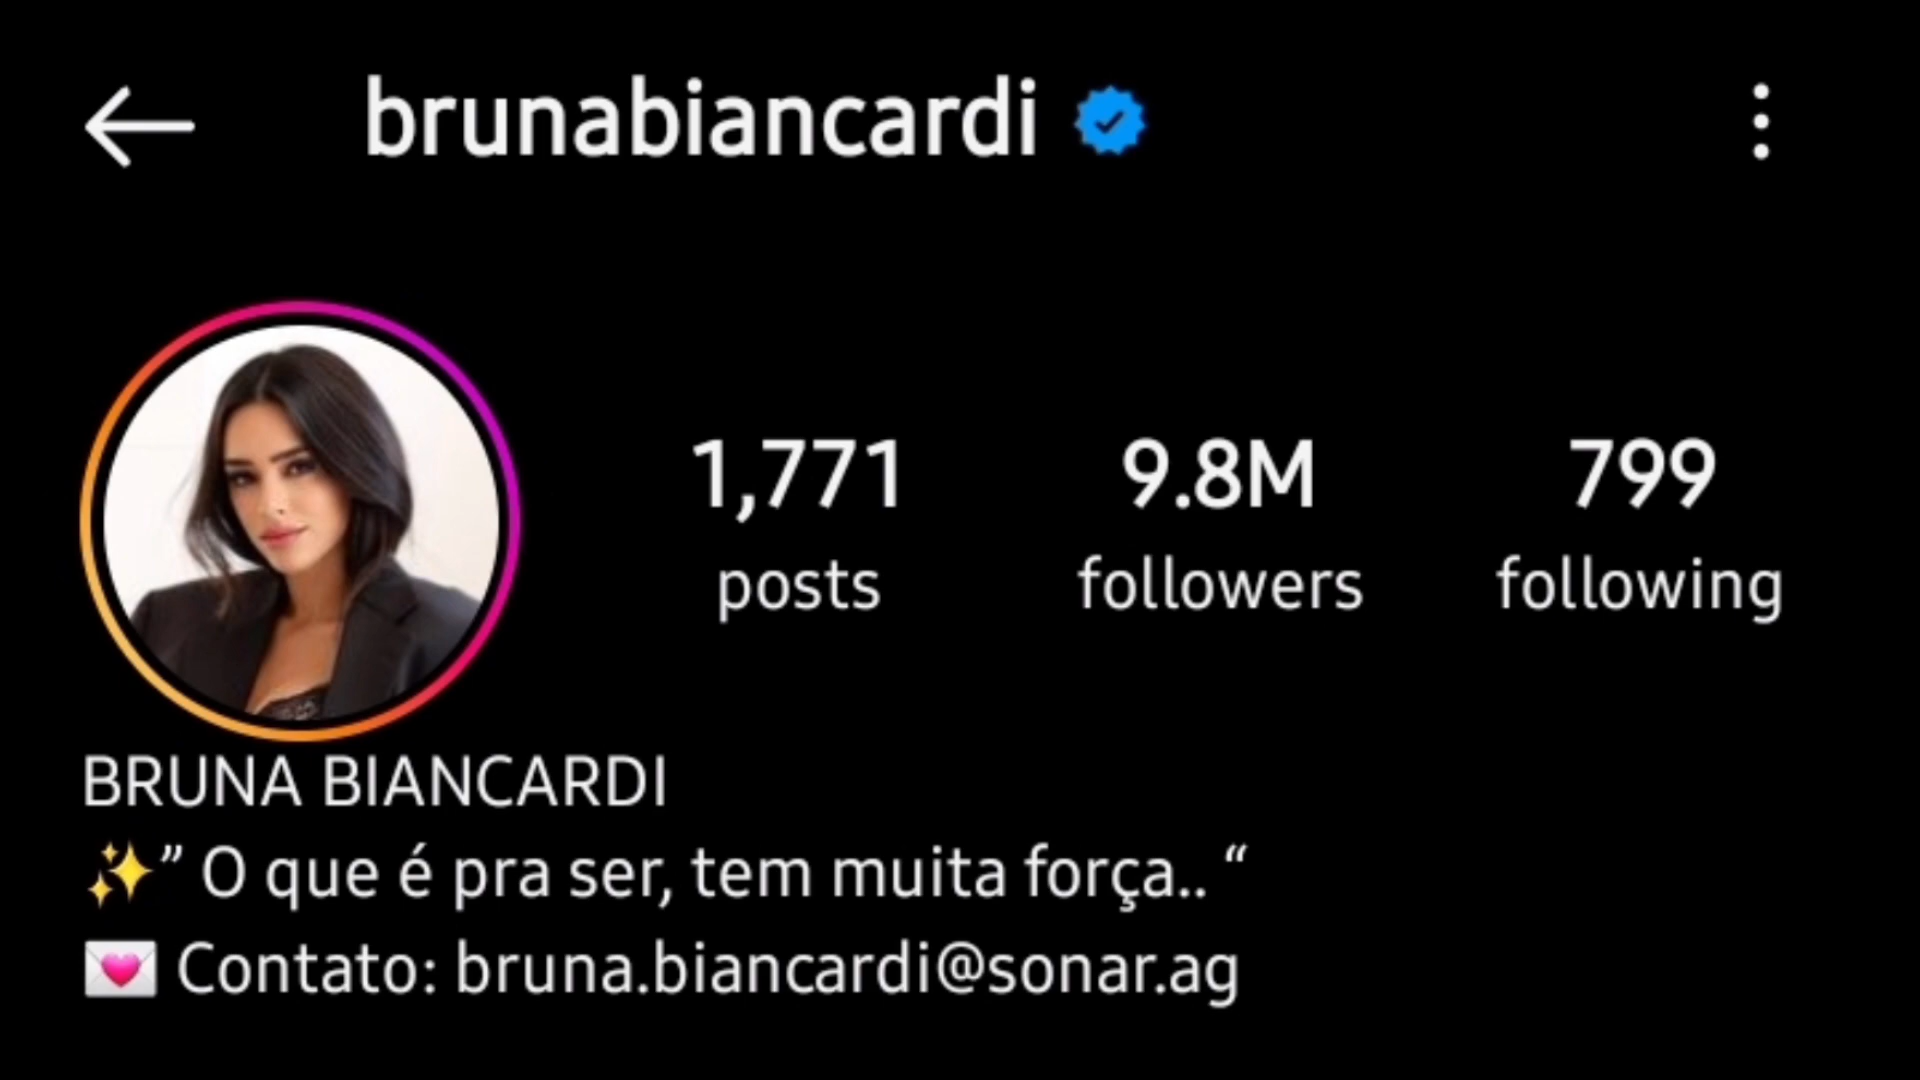 brunabiancardi
1,771 9.8M 799
posts followers following
BRUNA BIANCARDI
✨” O que é pra ser, tem muita força.. “
💌 Contato: bruna.biancardi@sonar.ag